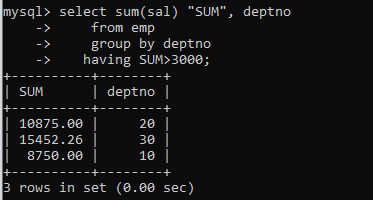 mysql> select sum(sal) "SUM", deptno
    ->     from emp
    ->     group by deptno
    ->    having SUM>3000;
+----------+--------+
| SUM      | deptno |
+----------+--------+
| 10875.00 |     20 |
| 15452.26 |     30 |
|  8750.00 |     10 |
+----------+--------+
3 rows in set (0.00 sec)